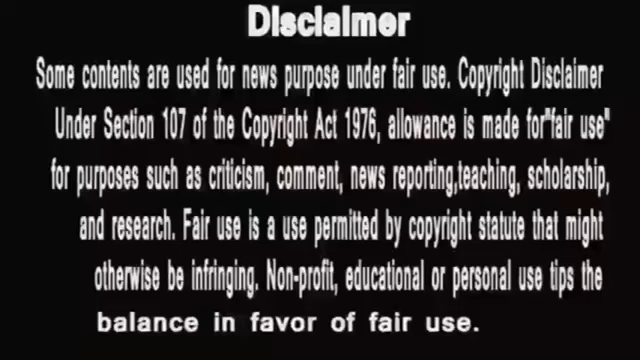 Disclaimer
Some contents are used for news purpose under fair use. Copyright Disclaimer
Under Section 107 of the Copyright Act 1976, allowance is made for"fair use"
for purposes such as criticism, comment, news reporting,teaching, scholarship,
and research. Fair use is a use permitted by copyright statute that might
otherwise be infringing. Non-profit, educational or personal use tips the
balance in favor of fair use.